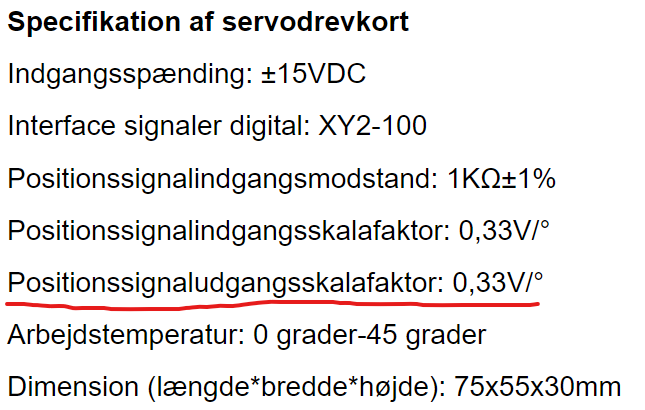 Specifikation af servodrevkort
Indgangsspænding: ±15VDC
Interface signaler digital: XY2-100
Positionssignalindgangsmodstand: 1KΩ±1%
Positionssignalindgangsskalafaktor: 0,33V/°
Positionssignaludgangsskalafaktor: 0,33V/°
Arbejdstemperatur: 0 grader-45 grader
Dimension (længde*bredde*højde): 75x55x30mm